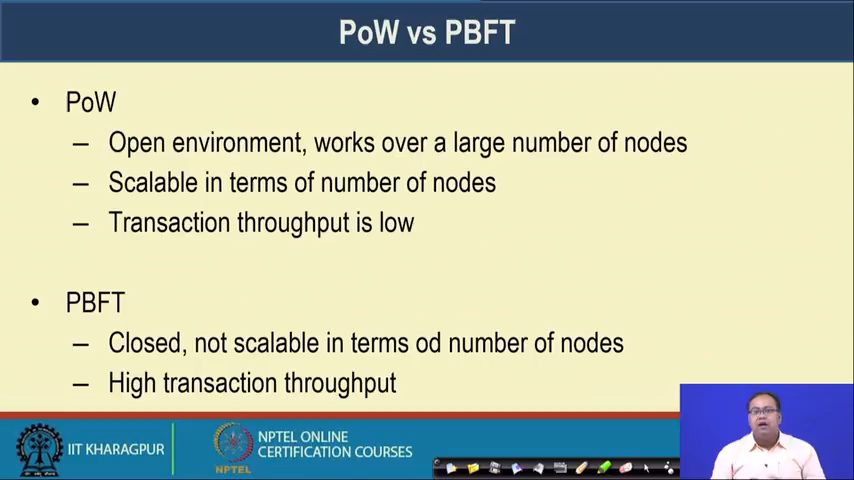 PoW vs PBFT
• PoW
– Open environment, works over a large number of nodes
– Scalable in terms of number of nodes
– Transaction throughput is low
• PBFT
– Closed, not scalable in terms od number of nodes
– High transaction throughput
IIT KHARAGPUR
NPTEL
NPTEL ONLINE
CERTIFICATION COURSES